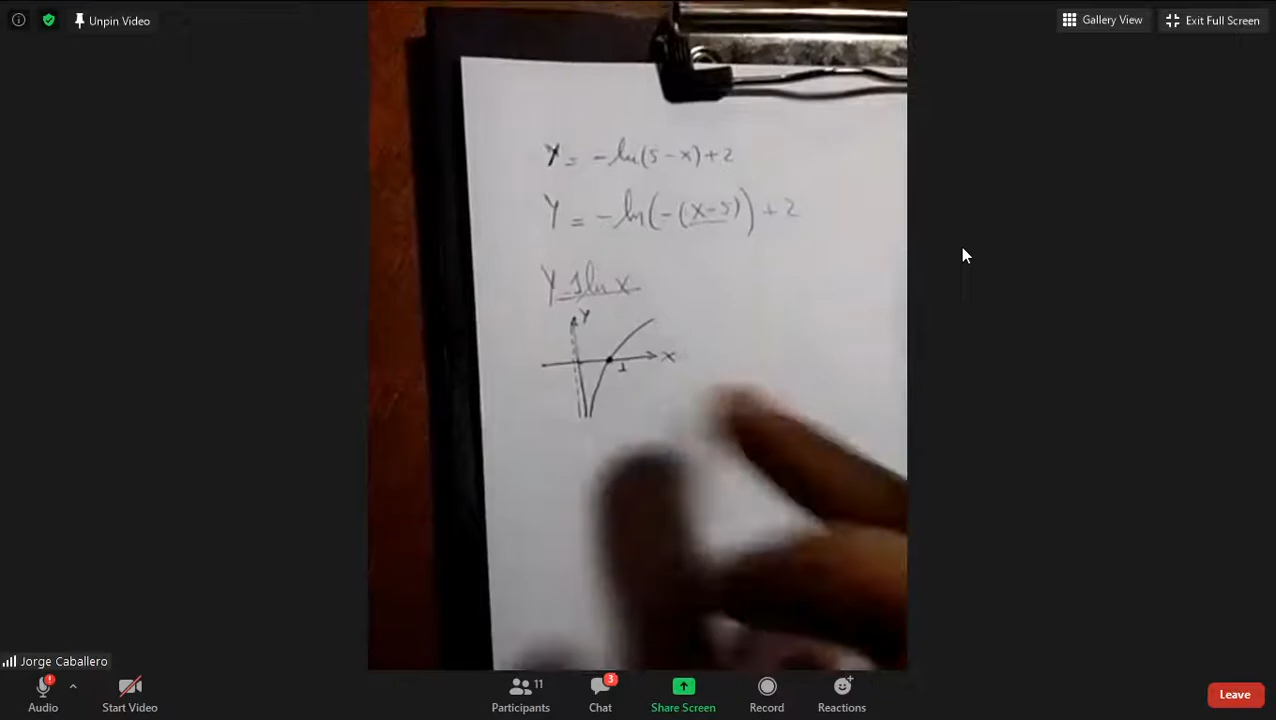 Unpin Video
Gallery View
Exit Full Screen
Y = -ln(5-x)+2
Y = -ln(-(x-5))+2
Y = ln x
Y
X
1
Jorge Caballero
Audio
Start Video
Participants
11
Chat
3
Share Screen
Record
Reactions
Leave